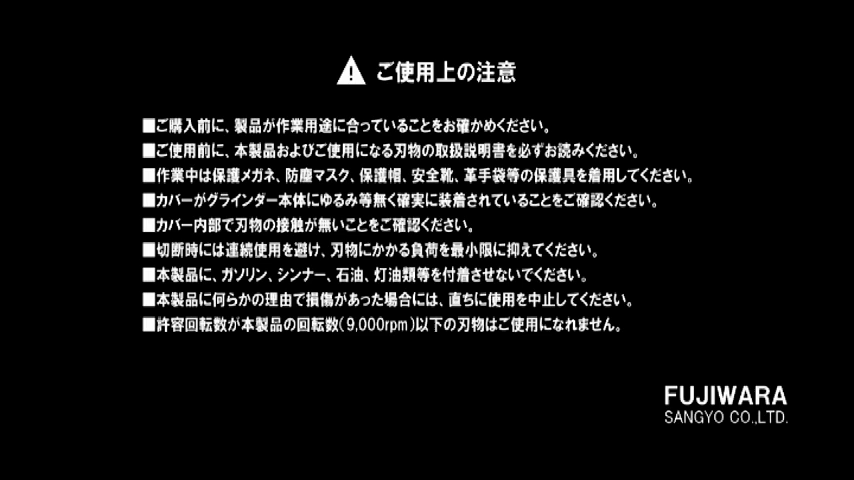 ご使用上の注意
■ご購入前に、製品が作業用途に合っていることをお確かめください。
■ご使用前に、本製品およびご使用になる刃物の取扱説明書を必ずお読みください。
■作業中は保護メガネ、防塵マスク、保護帽、安全靴、革手袋等の保護具を着用してください。
■カバーがグラインダー本体にゆるみ等無く確実に装着されていることをご確認ください。
■カバー内部で刃物の接触が無いことをご確認ください。
■切断時には連続使用を避け、刃物にかかる負荷を最小限に抑えてください。
■本製品に、ガソリン、シンナー、石油、灯油類等を付着させないでください。
■本製品に何らかの理由で損傷があった場合には、直ちに使用を中止してください。
■許容回転数が本製品の回転数(9,000rpm)以下の刃物はご使用になれません。
FUJIWARA
SANGYO CO.,LTD.